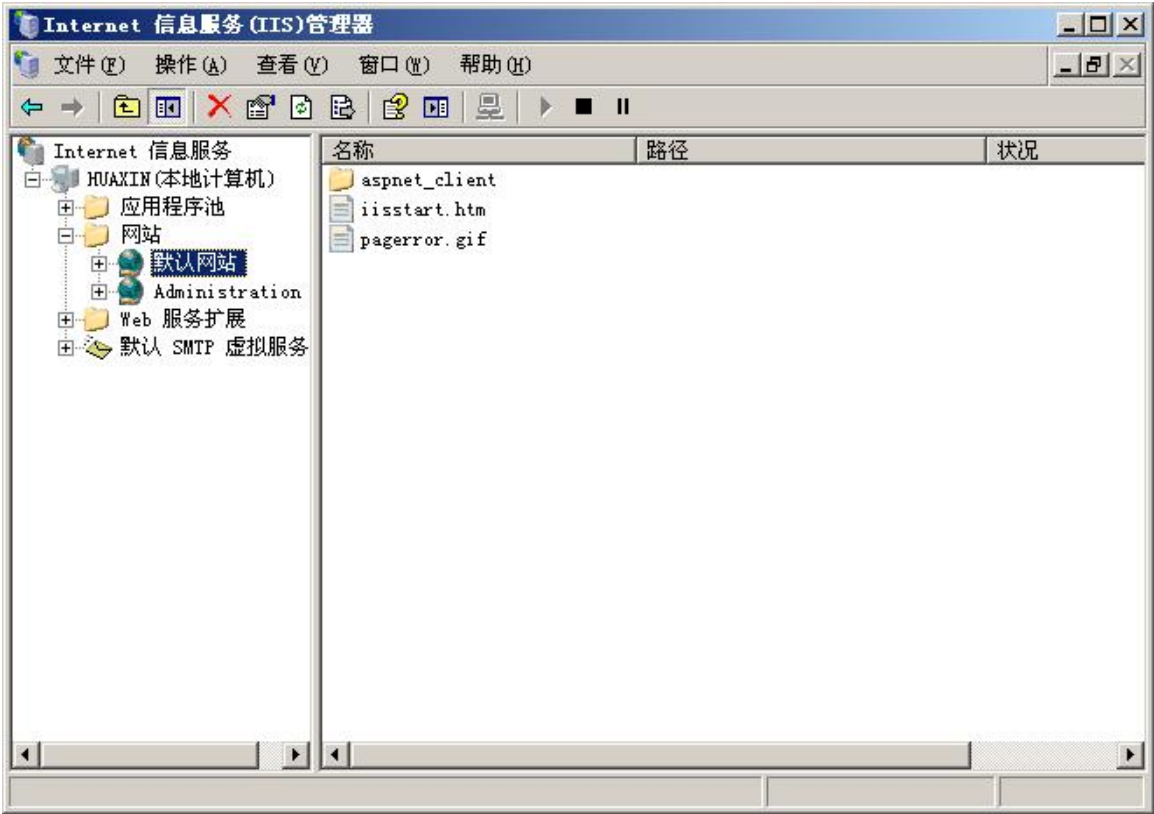 Internet 信息服务(IIS)管理器
文件(F) 操作(A) 查看(V) 窗口(W) 帮助(H)
Internet 信息服务
HUAXIN(本地计算机)
应用程序池
网站
默认网站
Administration
Web 服务扩展
默认 SMTP 虚拟服务
名称 路径 状况
aspnet_client
iisstart.htm
pagerror.gif